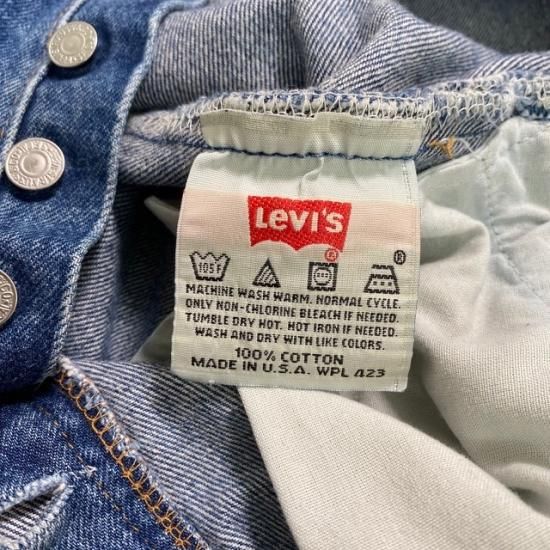 LEVI'S
®
105F
®
MACHINE WASH WARM. NORMAL CYCLE.
ONLY NON-CHLORINE BLEACH IF NEEDED.
TUMBLE DRY HOT. HOT IRON IF NEEDED.
WASH AND DRY WITH LIKE COLORS.
100% COTTON
MADE IN U.S.A. WPL 423